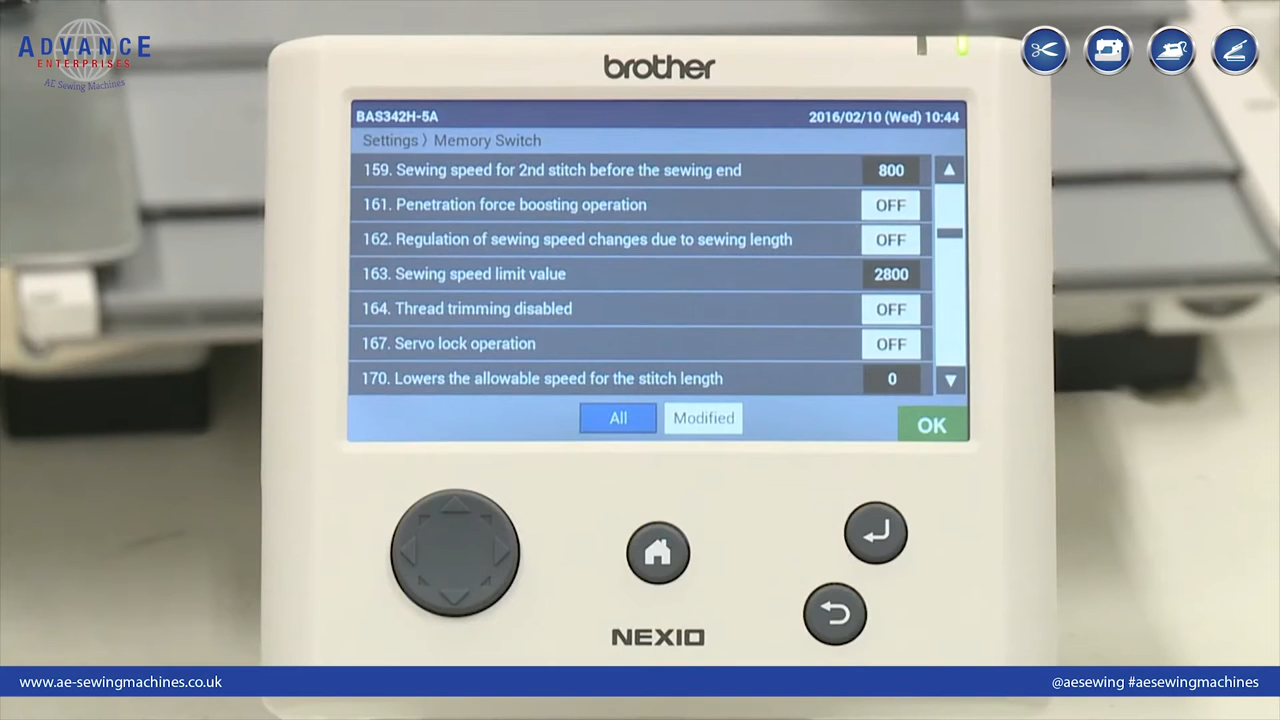 ADVANCE
ENTERPRISES
AE Sewing Machines
brother
BAS342H-5A 2016/02/10 (Wed) 10:44
Settings 〉 Memory Switch
159. Sewing speed for 2nd stitch before the sewing end 800
161. Penetration force boosting operation OFF
162. Regulation of sewing speed changes due to sewing length OFF
163. Sewing speed limit value 2800
164. Thread trimming disabled OFF
167. Servo lock operation OFF
170. Lowers the allowable speed for the stitch length 0
All Modified OK
NEXIO
www.ae-sewingmachines.co.uk @aesewing #aesewingmachines